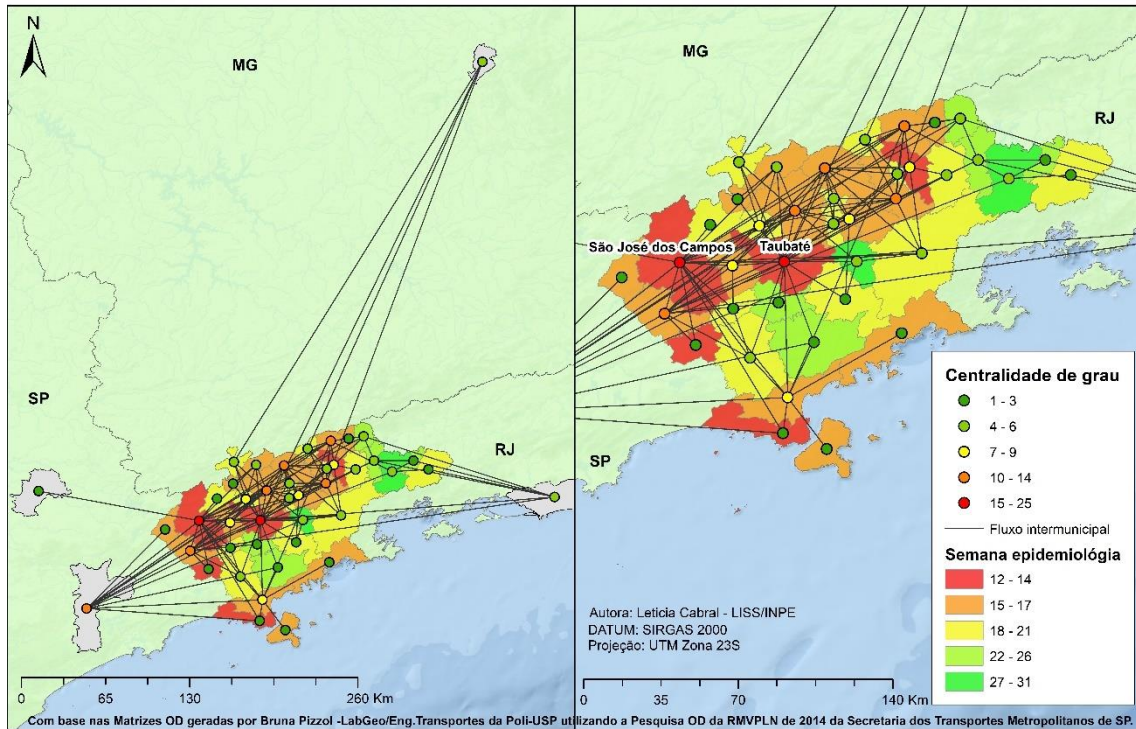 N
MG
SP
RJ
0
65
130
260 Km
MG
RJ
São José dos Campos
Taubaté
SP
Centralidade de grau
1 - 3
4 - 6
7 - 9
10 - 14
15 - 25
Fluxo intermunicipal
Semana epidemiológia
12 - 14
15 - 17
18 - 21
22 - 26
27 - 31
Autora: Leticia Cabral - LISS/INPE
DATUM: SIRGAS 2000
Projeção: UTM Zona 23S
0
35
70
140 Km
Com base nas Matrizes OD geradas por Bruna Pizzol -LabGeo/Eng.Transportes da Poli-USP utilizando a Pesquisa OD da RMVPLN de 2014 da Secretaria dos Transportes Metropolitanos de SP.